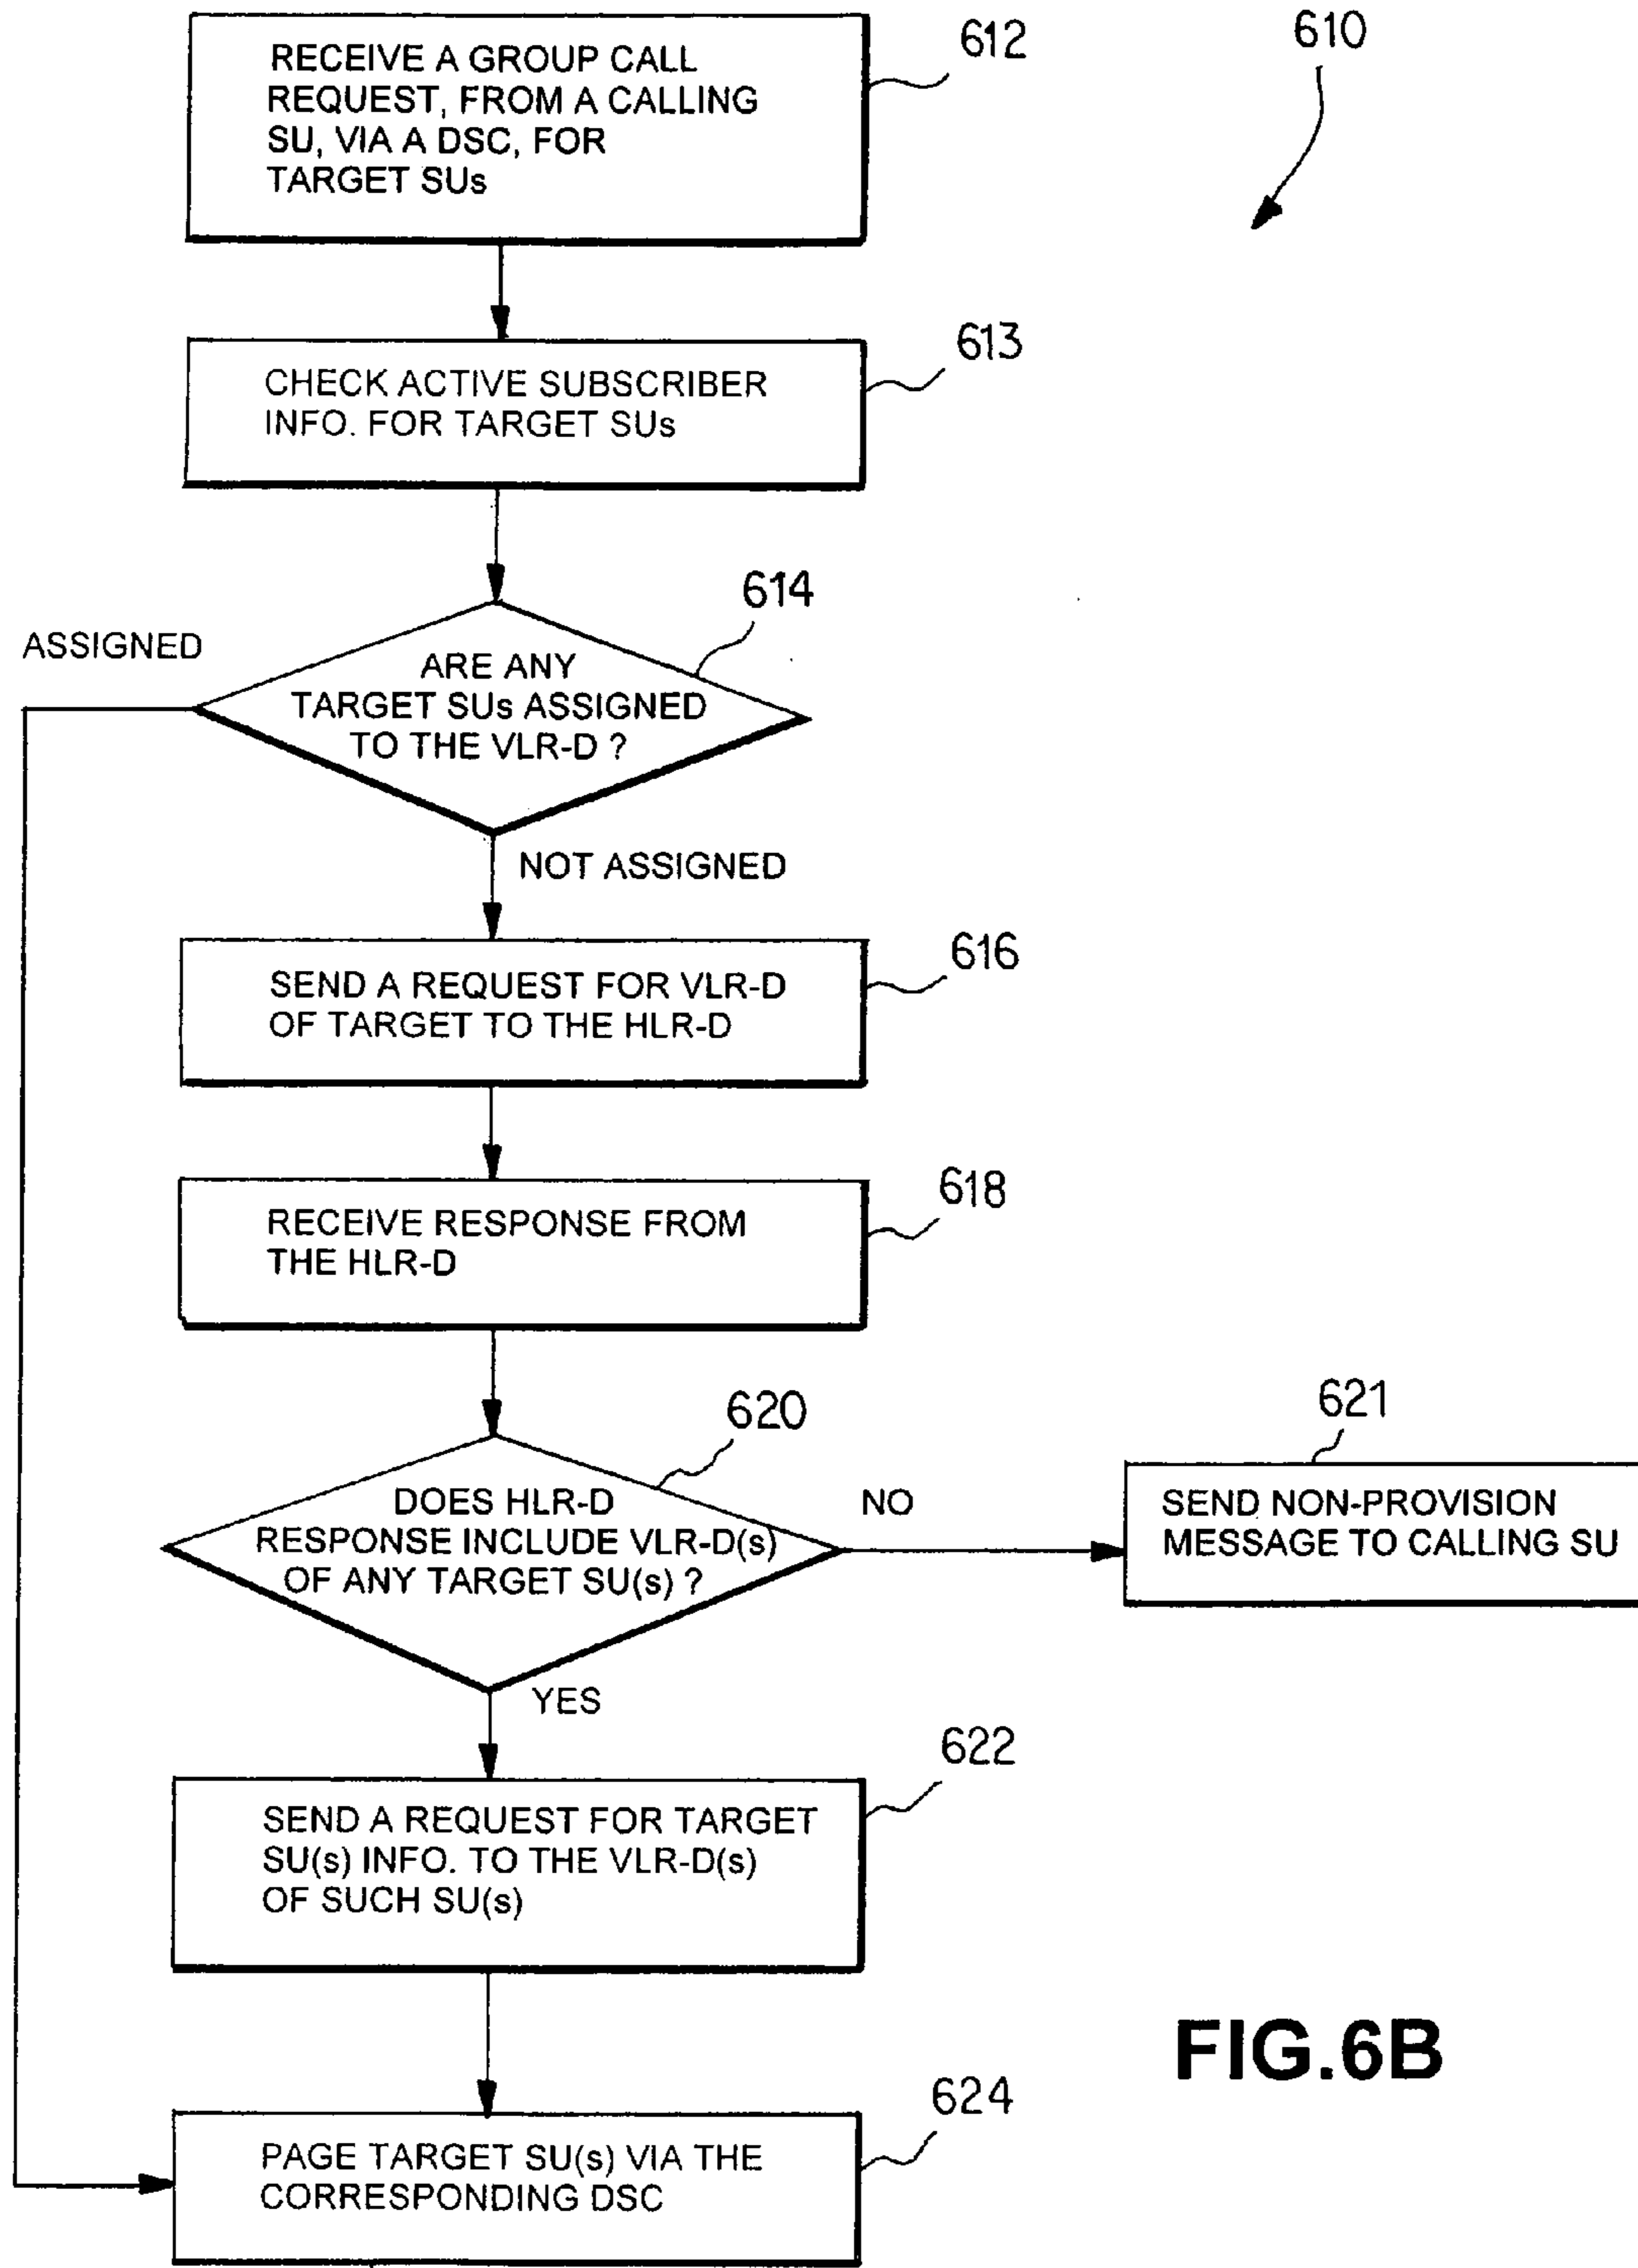 RECEIVE A GROUP CALL
REQUEST, FROM A CALLING
SU, VIA A DSC, FOR
TARGET SUs
612
610
CHECK ACTIVE SUBSCRIBER
INFO. FOR TARGET SUs
613
614
ASSIGNED
ARE ANY
TARGET SUs ASSIGNED
TO THE VLR-D ?
NOT ASSIGNED
616
SEND A REQUEST FOR VLR-D
OF TARGET TO THE HLR-D
618
RECEIVE RESPONSE FROM
THE HLR-D
620
621
DOES HLR-D
RESPONSE INCLUDE VLR-D(s)
OF ANY TARGET SU(s) ?
NO
SEND NON-PROVISION
MESSAGE TO CALLING SU
YES
622
SEND A REQUEST FOR TARGET
SU(s) INFO. TO THE VLR-D(s)
OF SUCH SU(s)
FIG.6B
624
PAGE TARGET SU(s) VIA THE
CORRESPONDING DSC